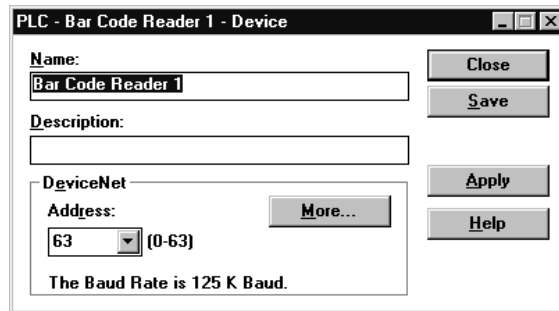 PLC - Bar Code Reader 1 - Device
Name:
Bar Code Reader 1
Close
Save
Description:
DeviceNet
Address:
More...
Apply
63 (0-63)
Help
The Baud Rate is 125 K Baud.